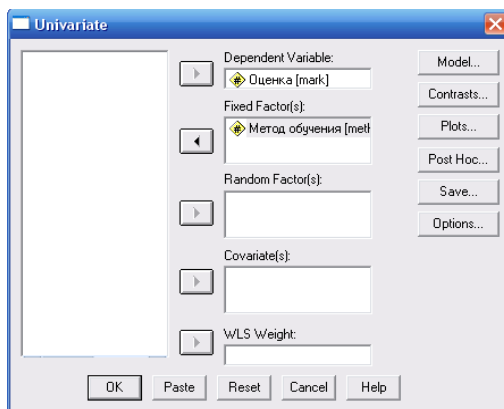 Univariate
Dependent Variable:
Оценка [mark]
Fixed Factor(s):
Метод обучения [meth
Random Factor(s):
Covariate(s):
WLS Weight:
Model...
Contrasts...
Plots...
Post Hoc...
Save...
Options...
OK Paste Reset Cancel Help